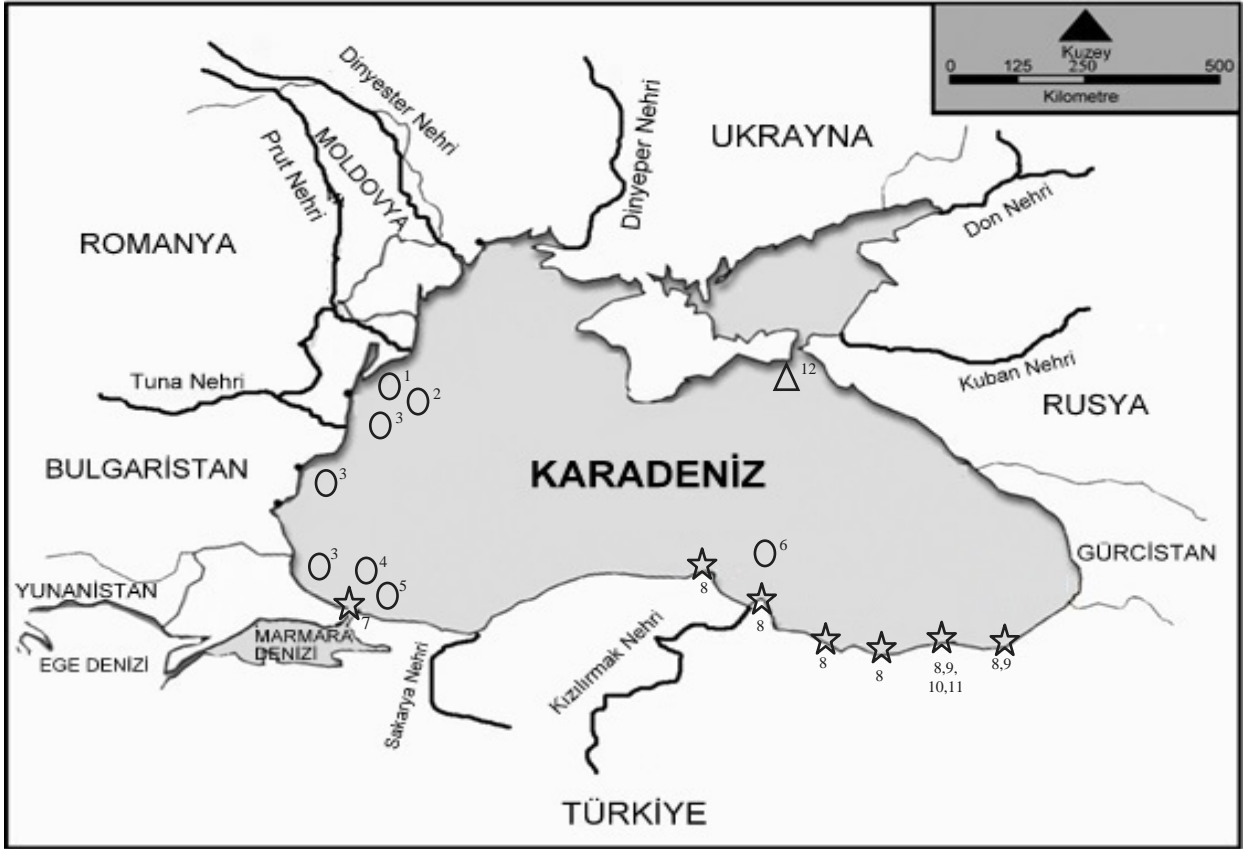 Kuzey
0 125 250 500
Kilometre
Dinyester Nehri
Dinyeper Nehri
UKRAYNA
MOLDOVYA
Prut Nehri
Don Nehri
ROMANYA
Kuban Nehri
12
Tuna Nehri
1
2
3
RUSYA
BULGARİSTAN
KARADENİZ
3
GÜRCİSTAN
3
4
6
YUNANİSTAN
5
8
7
8
MARMARA
DENİZİ
EGE DENİZİ
Sakarya Nehri
Kızılırmak Nehri
8
8
8,9,
10,11
8,9
TÜRKİYE